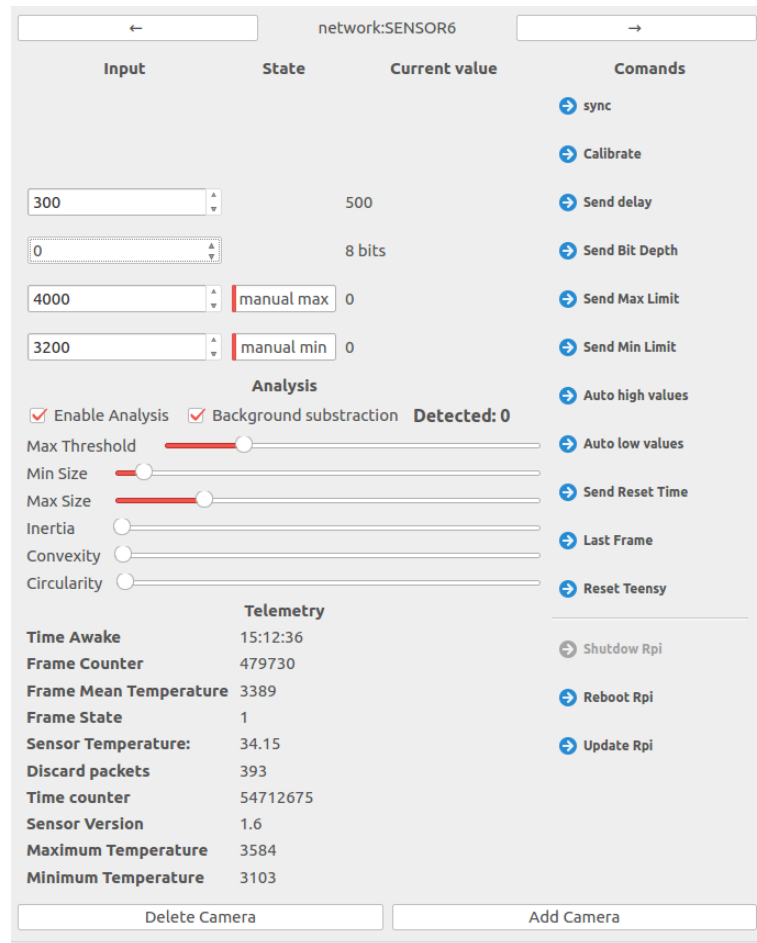 ← network:SENSOR6 →
Input State Current value Comands
sync
Calibrate
300 500 Send delay
0 8 bits Send Bit Depth
4000 manual max 0 Send Max Limit
3200 manual min 0 Send Min Limit
Analysis
Auto high values
Enable Analysis Background substraction Detected: 0
Max Threshold Auto low values
Min Size
Max Size Send Reset Time
Inertia
Last Frame
Convexity
Circularity Reset Teensy
Telemetry
Time Awake 15:12:36
Shutdow Rpi
Frame Counter 479730
Frame Mean Temperature 3389
Reboot Rpi
Frame State 1
Sensor Temperature: 34.15 Update Rpi
Discard packets 393
Time counter 54712675
Sensor Version 1.6
Maximum Temperature 3584
Minimum Temperature 3103
Delete Camera Add Camera